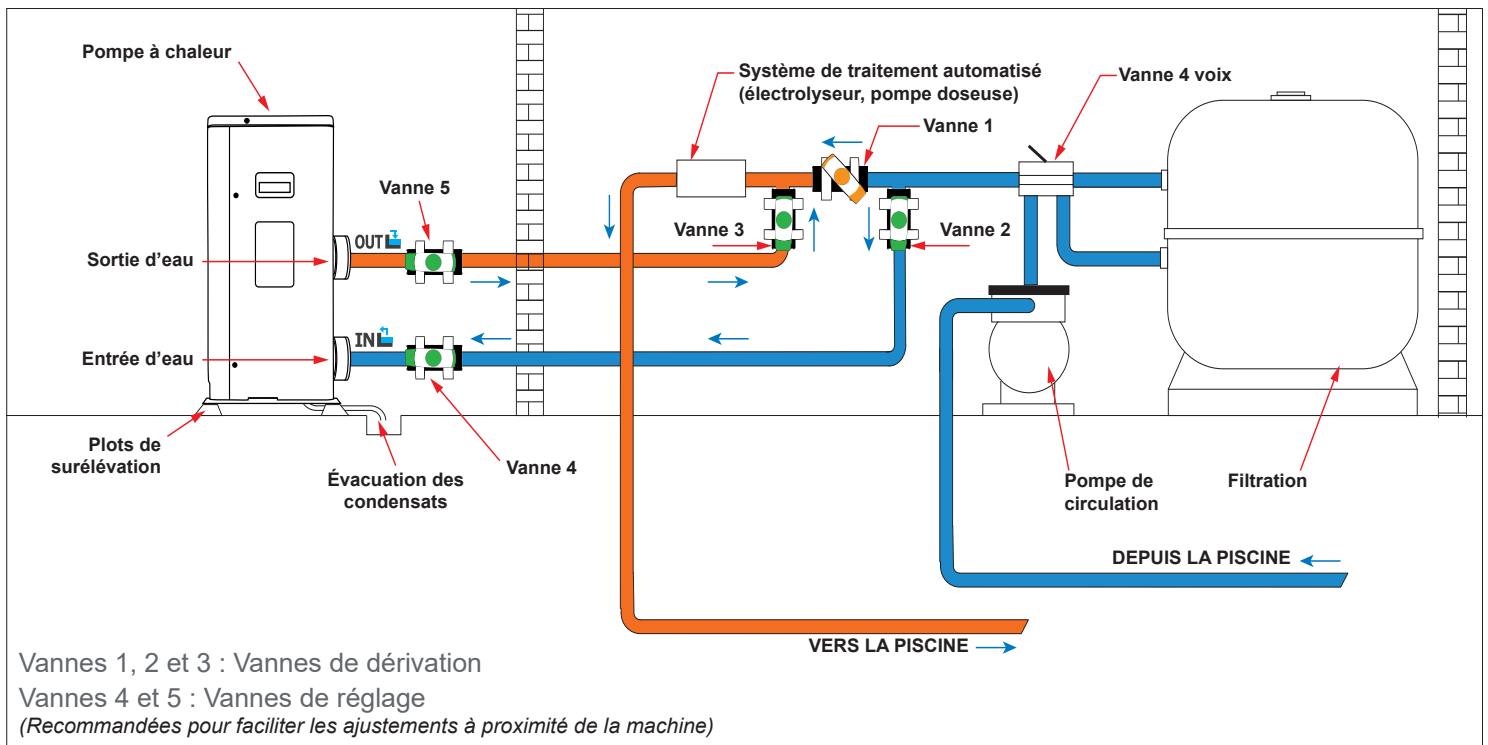 Pompe à chaleur
Système de traitement automatisé
(électrolyseur, pompe doseuse)
Vanne 4 voix
Vanne 1
Vanne 5
Vanne 3
Vanne 2
OUT
Sortie d'eau
IN
Entrée d'eau
Plots de
surélévation
Évacuation des
condensats
Vanne 4
Pompe de
circulation
Filtration
DEPUIS LA PISCINE
VERS LA PISCINE
Vannes 1, 2 et 3 : Vannes de dérivation
Vannes 4 et 5 : Vannes de réglage
(Recommandées pour faciliter les ajustements à proximité de la machine)